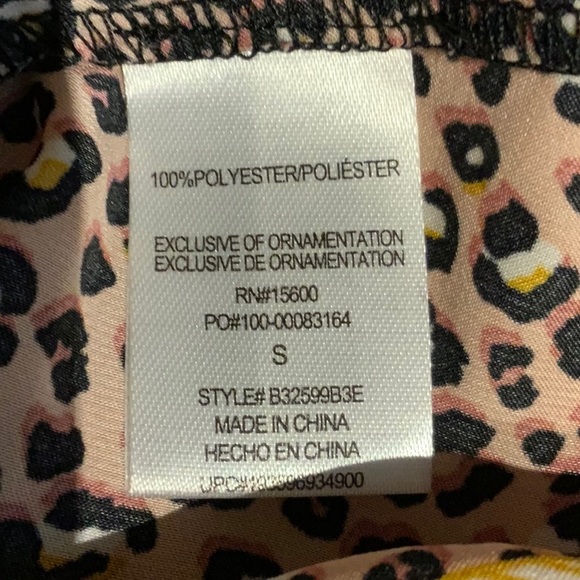 100%POLYESTER/POLIÉSTER
EXCLUSIVE OF ORNAMENTATION
EXCLUSIVE DE ORNAMENTATION
RN#15600
PO#100-00083164
S
STYLE# B32599B3E
MADE IN CHINA
HECHO EN CHINA